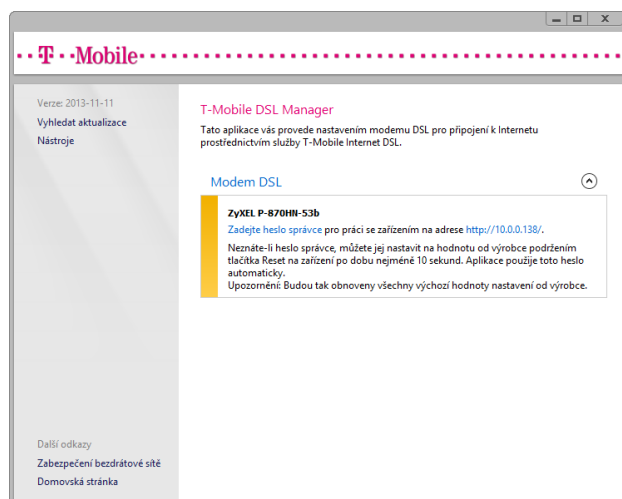 T··Mobile
Verze: 2013-11-11
Vyhledat aktualizace
Nástroje
T-Mobile DSL Manager
Tato aplikace vás provede nastavením modemu DSL pro připojení k Internetu
prostřednictvím služby T-Mobile Internet DSL.
Modem DSL
ZyXEL P-870HN-53b
Zadejte heslo správce pro práci se zařízením na adrese http://10.0.0.138/.
Neznáte-li heslo správce, můžete jej nastavit na hodnotu od výrobce podržením
tlačítka Reset na zařízení po dobu nejméně 10 sekund. Aplikace použije toto heslo
automaticky.
Upozornění: Budou tak obnoveny všechny výchozí hodnoty nastavení od výrobce.
Další odkazy
Zabezpečení bezdrátové sítě
Domovská stránka